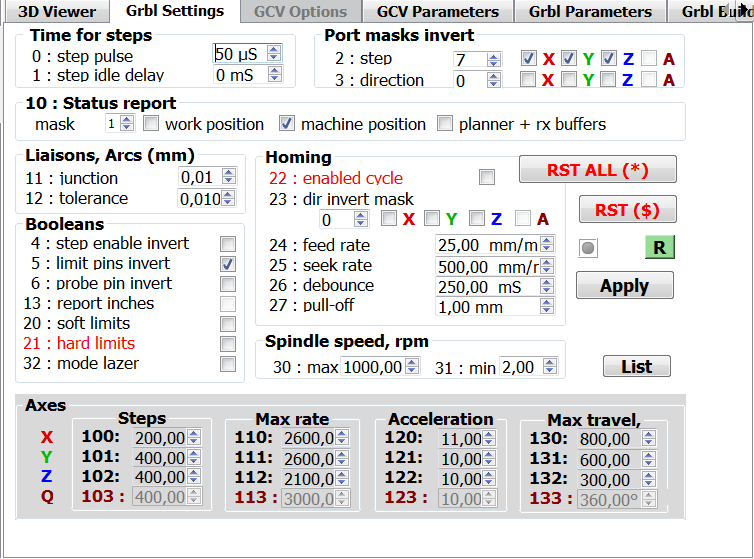 3D Viewer Grbl Settings GCV Options GCV Parameters Grbl Parameters Grbl Build
Time for steps
0 : step pulse 50 µS
1 : step idle delay 0 mS
Port masks invert
2 : step 7 X Y Z A
3 : direction 0 X Y Z A
10 : Status report
mask 1 work position machine position planner + rx buffers
Liaisons, Arcs (mm)
11 : junction 0,01
12 : tolerance 0,010
Booleans
4 : step enable invert
5 : limit pins invert
6 : probe pin invert
13 : report inches
20 : soft limits
21 : hard limits
32 : mode lazer
Homing
22 : enabled cycle
23 : dir invert mask
0 X Y Z A
24 : feed rate 25,00 mm/m
25 : seek rate 500,00 mm/r
26 : debounce 250,00 mS
27 : pull-off 1,00 mm
RST ALL (*)
RST ($)
R
Apply
Spindle speed, rpm
30 : max 1000,00 31 : min 2,00
List
Axes
Steps Max rate Acceleration Max travel,
X 100: 200,00 110: 2600,0 120: 11,00 130: 800,00
Y 101: 400,00 111: 2600,0 121: 10,00 131: 600,00
Z 102: 400,00 112: 2100,0 122: 10,00 132: 300,00
Q 103 : 400,00 113 : 3000,0 123 : 10,00 133 : 360,00°